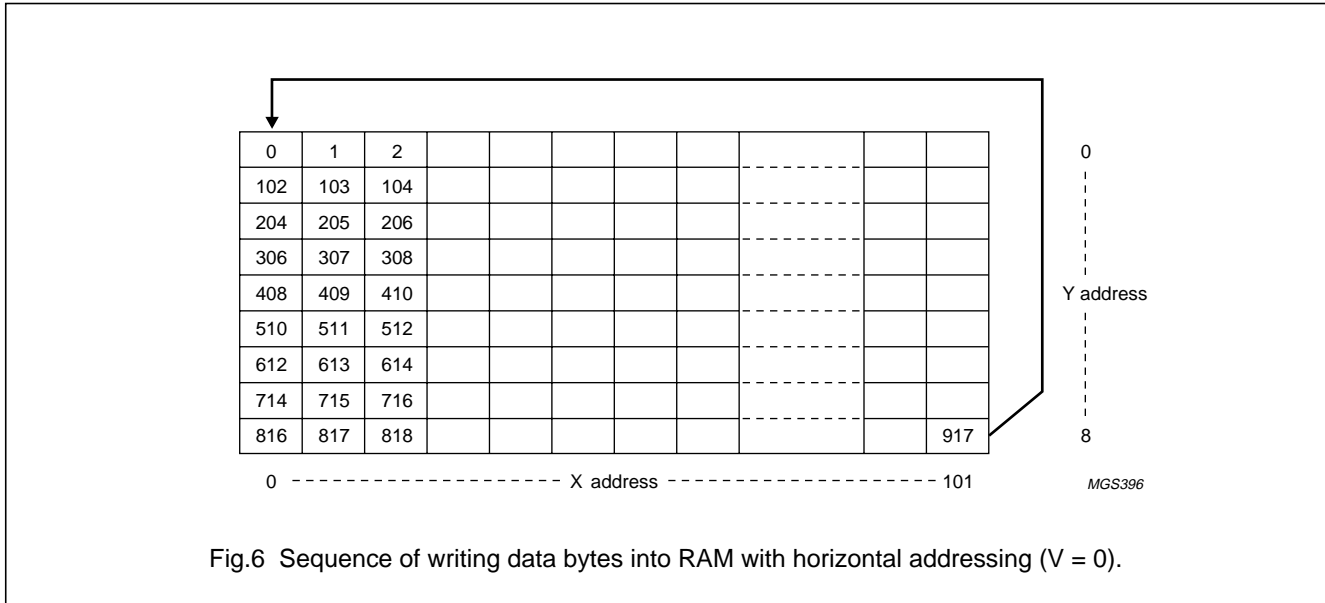 0 1 2 0
102 103 104
204 205 206
306 307 308
408 409 410 Y address
510 511 512
612 613 614
714 715 716
816 817 818 917 8
0 X address 101 MGS396
Fig.6 Sequence of writing data bytes into RAM with horizontal addressing (V = 0).